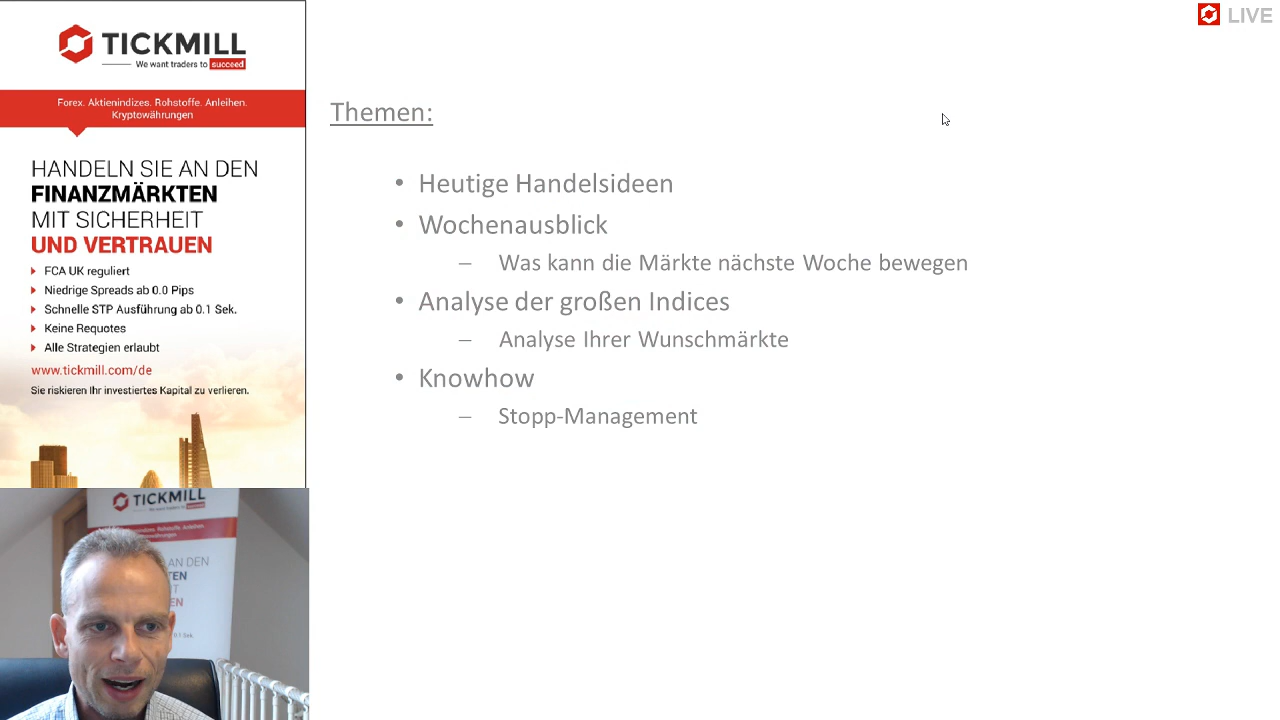 TICKMILL
We want traders to succeed
Forex. Aktienindizes. Rohstoffe. Anleihen.
Kryptowährungen
HANDELN SIE AN DEN
FINANZMÄRKTEN
MIT SICHERHEIT
UND VERTRAUEN
FCA UK reguliert
Niedrige Spreads ab 0.0 Pips
Schnelle STP Ausführung ab 0.1 Sek.
Keine Requotes
Alle Strategien erlaubt
www.tickmill.com/de
Sie riskieren Ihr investiertes Kapital zu verlieren.
LIVE
Themen:
• Heutige Handelsideen
• Wochenausblick
– Was kann die Märkte nächste Woche bewegen
• Analyse der großen Indices
– Analyse Ihrer Wunschmärkte
• Knowhow
– Stopp-Management
TICKMILL
AN DEN